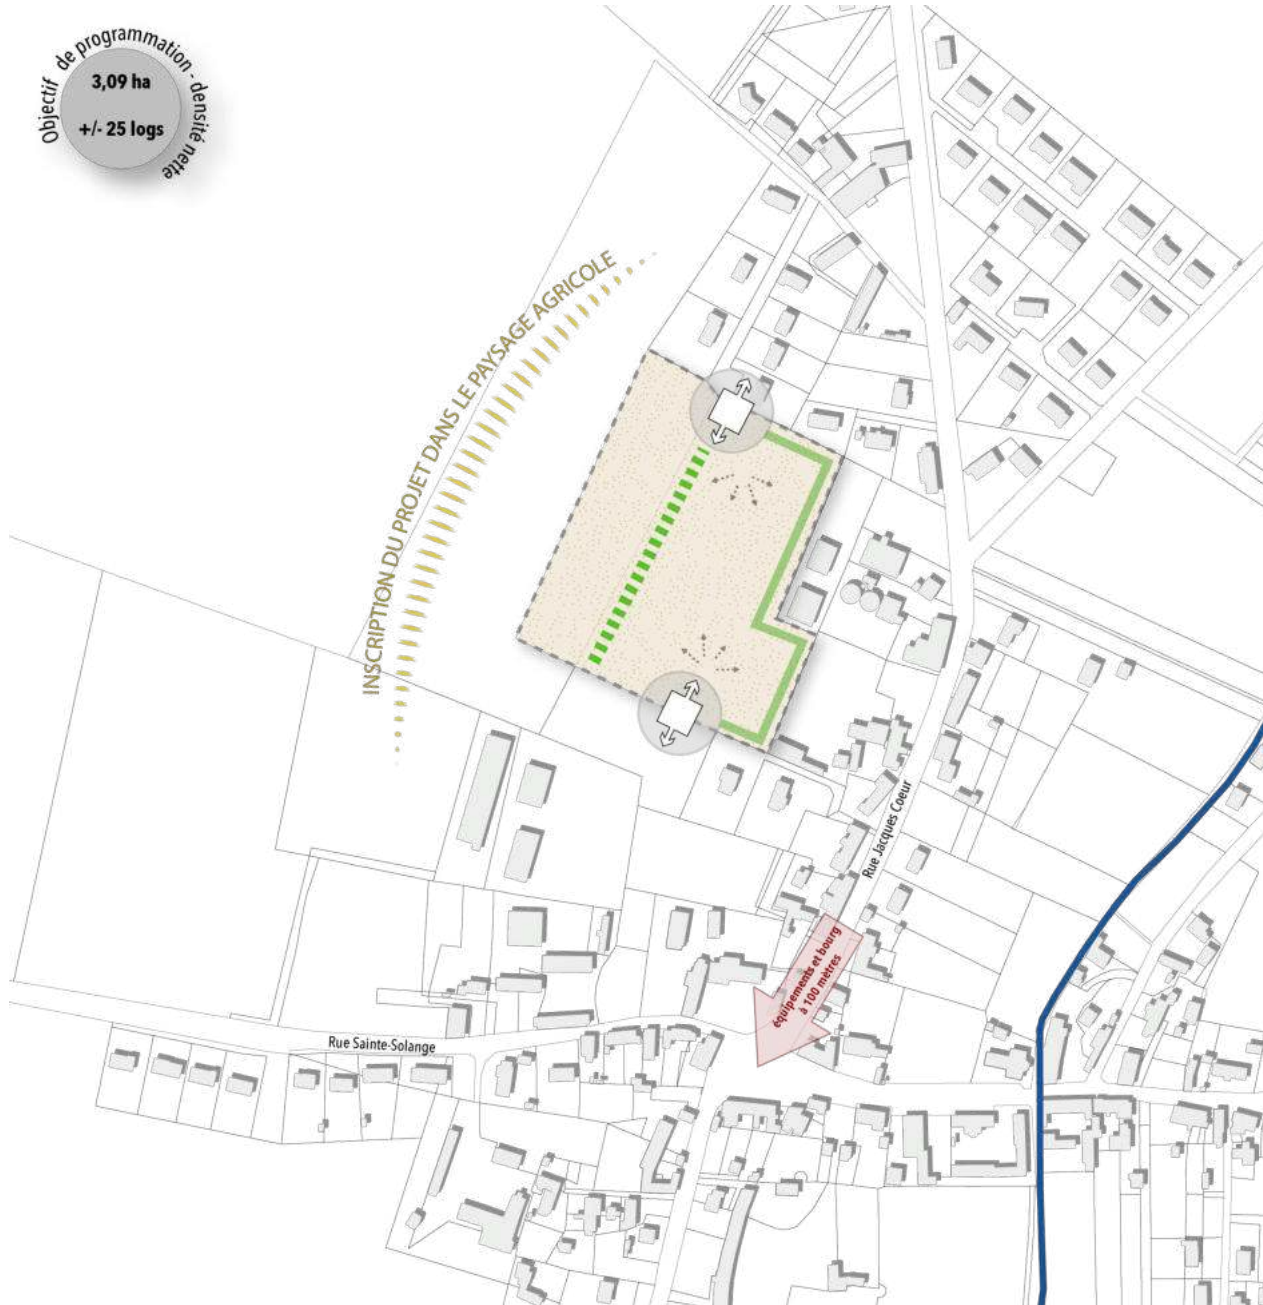 Objectif de programmation - densité nette
3,09 ha
+/- 25 logs
INSCRIPTION DU PROJET DANS LE PAYSAGE AGRICOLE
Rue Jacques Coeur
équipements et bourg
à 100 mètres
Rue Sainte-Solange